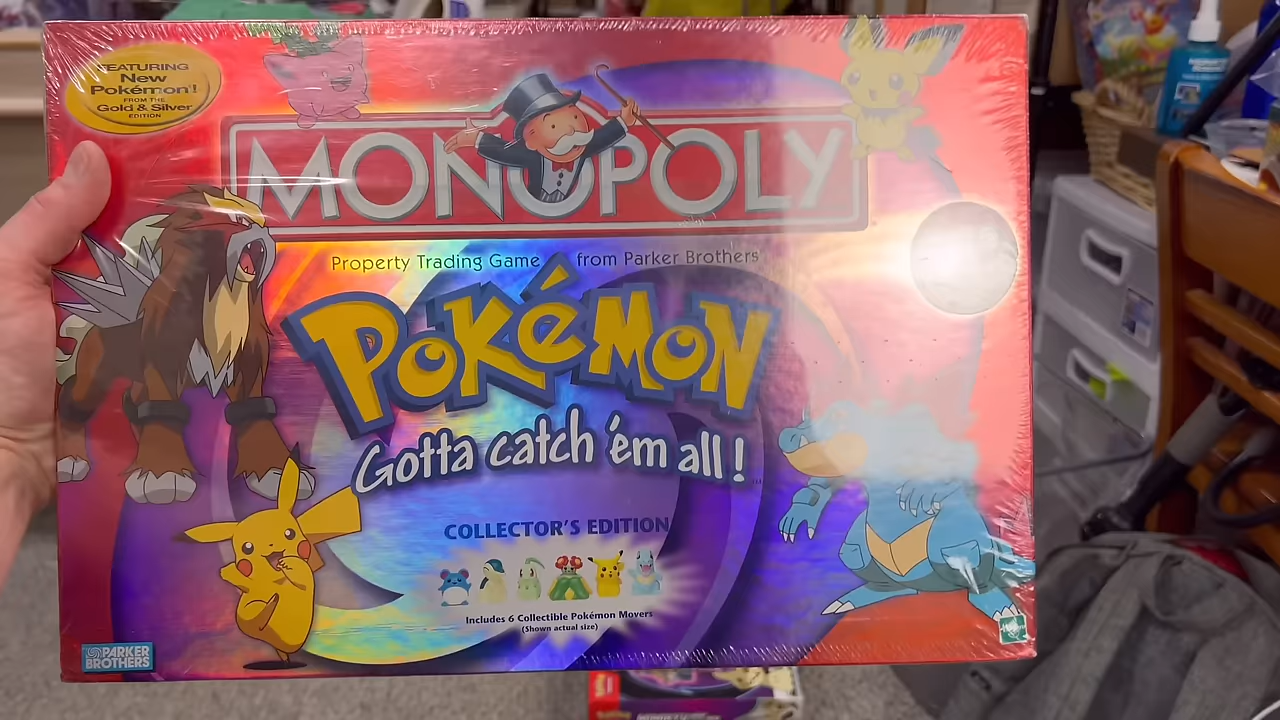 FEATURING
New
Pokémon!
FROM THE
Gold & Silver
EDITION
MONOPOLY
Property Trading Game from Parker Brothers
POKéMON
Gotta catch 'em all!
COLLECTOR'S EDITION
Includes 6 Collectible Pokémon Movers
(Shown actual size)
PARKER
BROTHERS